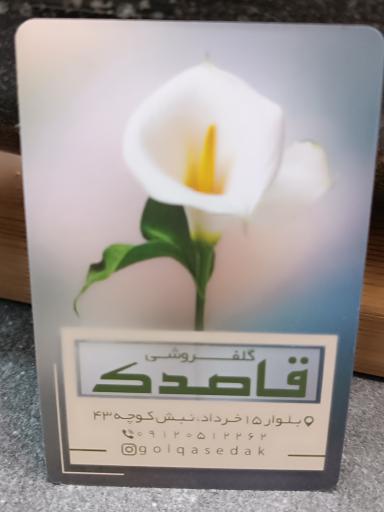 گلفروشی
قاصدک
بلوار ۱۵ خرداد، نبش کوچه ۴۳
۰۹۱۲۰۵۱۲۲۶۲
golqasedak